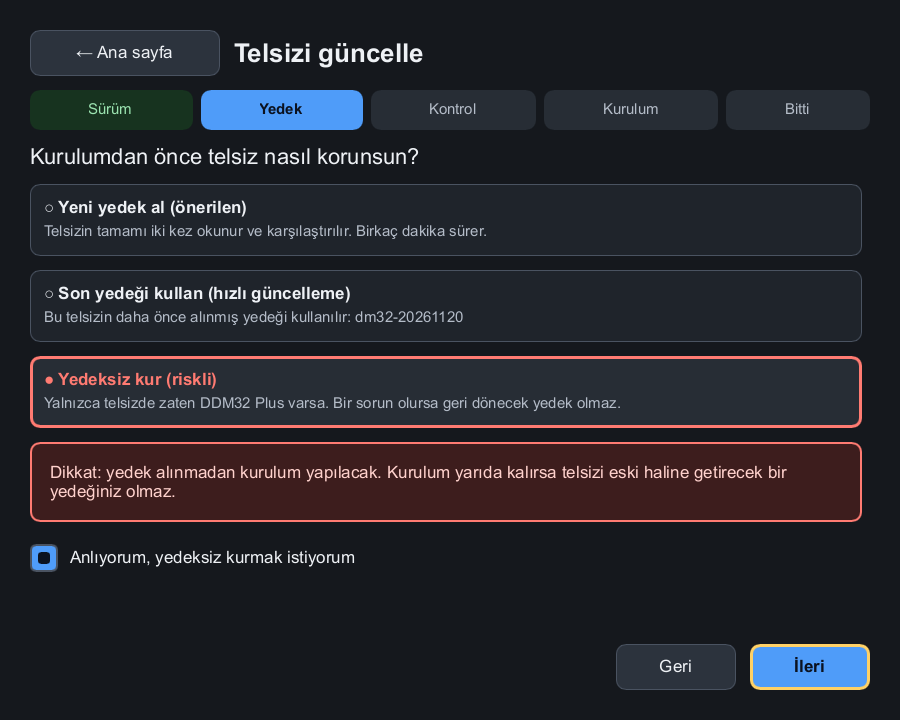 ← Ana sayfa
Telsizi güncelle
Sürüm
Yedek
Kontrol
Kurulum
Bitti
Kurulumdan önce telsiz nasıl korunsun?
○ Yeni yedek al (önerilen)
Telsizin tamamı iki kez okunur ve karşılaştırılır. Birkaç dakika sürer.
○ Son yedeği kullan (hızlı güncelleme)
Bu telsizin daha önce alınmış yedeği kullanılır: dm32-20261120
● Yedeksiz kur (riskli)
Yalnızca telsizde zaten DDM32 Plus varsa. Bir sorun olursa geri dönecek yedek olmaz.
Dikkat: yedek alınmadan kurulum yapılacak. Kurulum yarıda kalırsa telsizi eski haline getirecek bir
yedeğiniz olmaz.
Anlıyorum, yedeksiz kurmak istiyorum
Geri
İleri